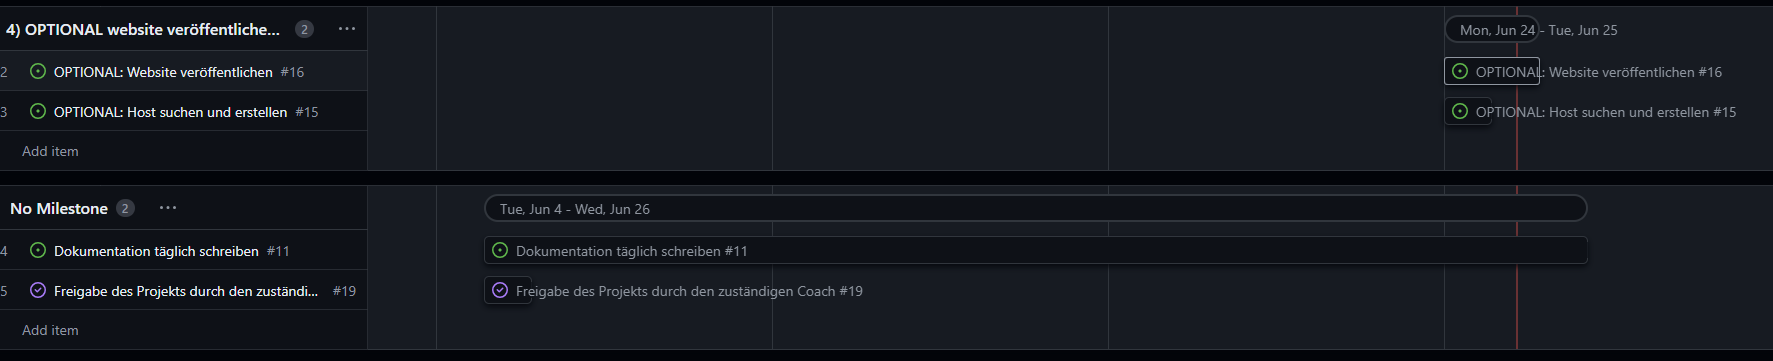 4) OPTIONAL website veröffentliche... 2 ...
Mon, Jun 24 - Tue, Jun 25
2 OPTIONAL: Website veröffentlichen #16
OPTIONAL: Website veröffentlichen #16
3 OPTIONAL: Host suchen und erstellen #15
OPTIONAL: Host suchen und erstellen #15
Add item
No Milestone 2 ...
Tue, Jun 4 - Wed, Jun 26
4 Dokumentation täglich schreiben #11
Dokumentation täglich schreiben #11
5 Freigabe des Projekts durch den zuständi... #19
Freigabe des Projekts durch den zuständigen Coach #19
Add item